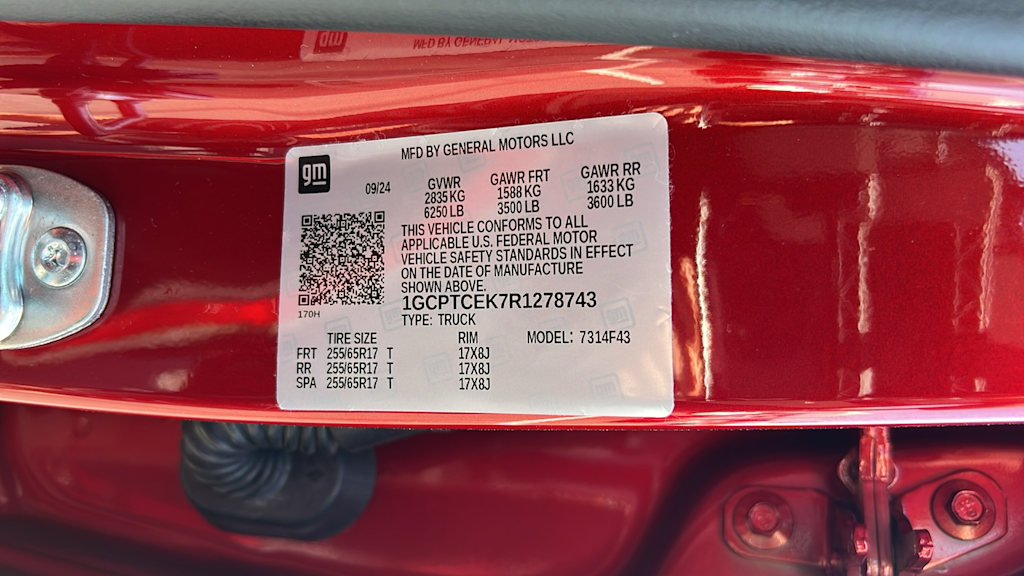 MFD BY GENERAL MOTORS LLC
gm
09/24
GVWR GAWR FRT GAWR RR
2835 KG 1588 KG 1633 KG
6250 LB 3500 LB 3600 LB
THIS VEHICLE CONFORMS TO ALL
APPLICABLE U.S. FEDERAL MOTOR
VEHICLE SAFETY STANDARDS IN EFFECT
ON THE DATE OF MANUFACTURE
SHOWN ABOVE.
170H
1GCPTCEK7R1278743
TYPE: TRUCK
TIRE SIZE RIM MODEL: 7314F43
FRT 255/65R17 T 17X8J
RR 255/65R17 T 17X8J
SPA 255/65R17 T 17X8J